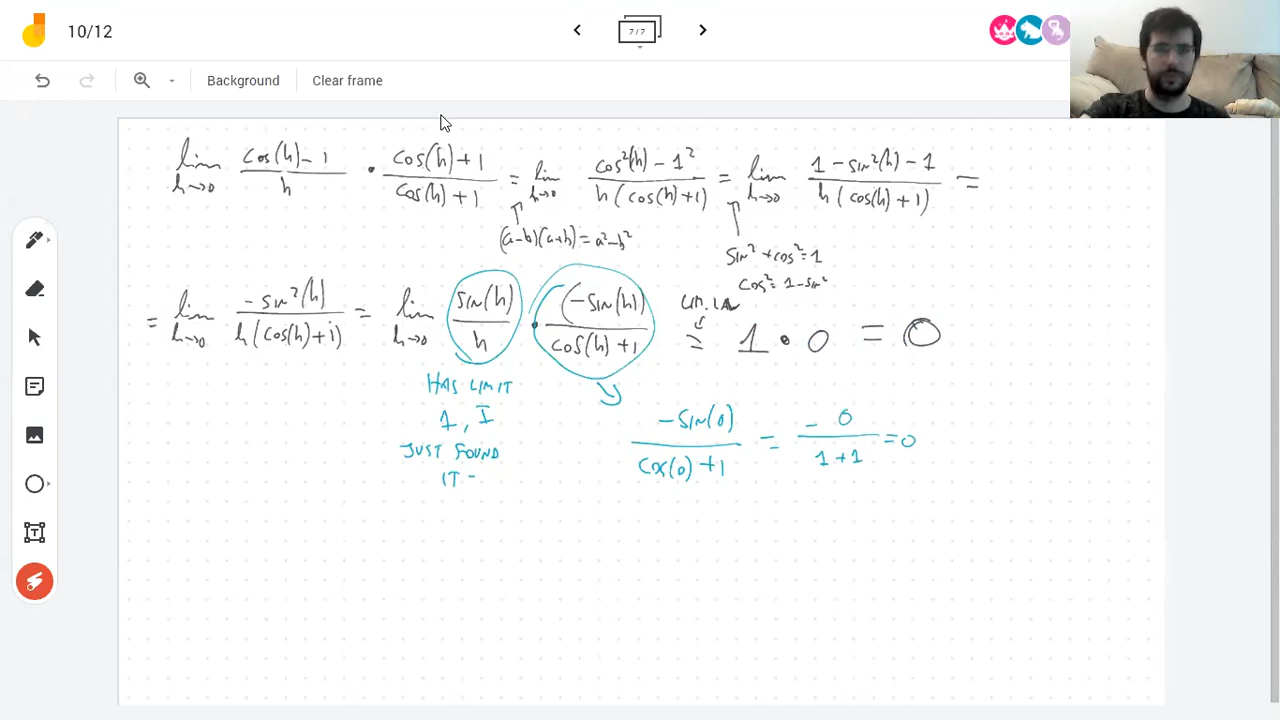 10/12
7/7
Background
Clear frame
lim h→0 (cos(h)-1)/h · (cos(h)+1)/(cos(h)+1) = lim h→0 (cos²(h) - 1²)/(h(cos(h)+1)) = lim h→0 (1-sin²(h)-1)/(h(cos(h)+1)) =
(a-b)(a+b)=a²-b²
sin²+cos²=1
cos²=1-sin²
= lim h→0 (-sin²(h))/(h(cos(h)+1)) = lim h→0 sin(h)/h · (-sin(h))/(cos(h)+1) = 1 · 0 = 0
HAS LIMIT
1, I
JUST FOUND
IT
-sin(0)/(cos(0)+1) = -0/(1+1) = 0